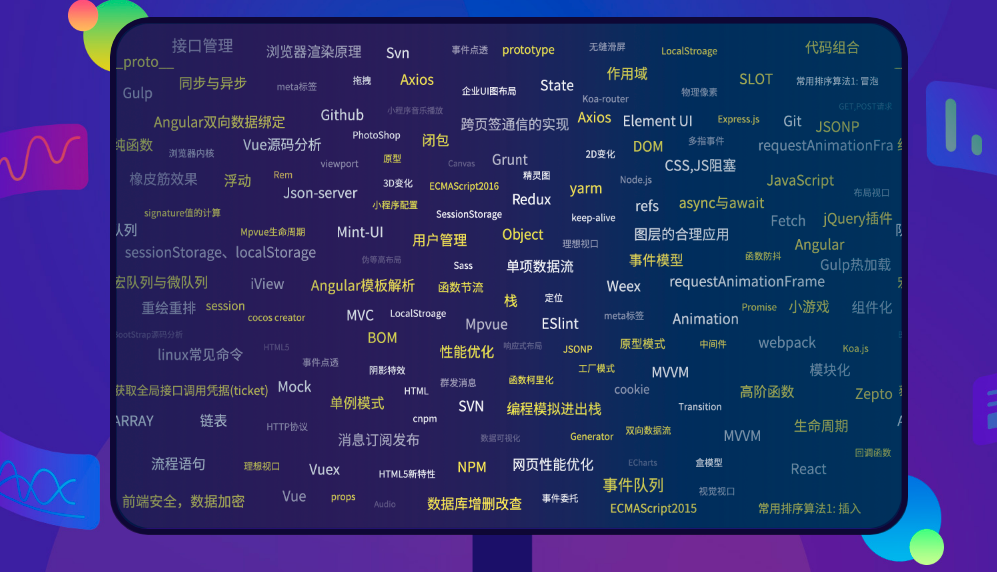 接口管理
浏览器渲染原理
Svn
事件点透
prototype
无缝滑屏
LocalStroage
代码组合
__proto__
同步与异步
meta标签
拖拽
Axios
企业UI图布局
State
作用域
SLOT
常用排序算法1: 冒泡
Gulp
Koa-router
物理像素
GET,POST请求
Angular双向数据绑定
Github
小程序音乐播放
跨页签通信的实现
Axios
Element UI
Express.js
Git
JSONP
纯函数
浏览器内核
Vue源码分析
PhotoShop
闭包
2D变化
DOM
多指事件
requestAnimationFra
viewport
原型
Canvas
Grunt
CSS,JS阻塞
橡皮筋效果
浮动
Rem
3D变化
ECMAScript2016
精灵图
yarm
Node.js
JavaScript
布局视口
Json-server
小程序配置
Redux
refs
async与await
signature值的计算
SessionStorage
keep-alive
Fetch
jQuery插件
队列
Mpvue生命周期
Mint-UI
用户管理
Object
理想视口
图层的合理应用
Angular
sessionStorage、localStorage
伪等高布局
Sass
单项数据流
事件模型
函数防抖
Gulp热加载
宏队列与微队列
iView
Angular模板解析
函数节流
栈
定位
Weex
requestAnimationFrame
重绘重排
session
cocos creator
MVC
LocalStroage
Mpvue
ESlint
meta标签
Animation
Promise
小游戏
组件化
BootStrap源码分析
linux常见命令
HTML5
BOM
性能优化
响应式布局
JSONP
原型模式
中间件
webpack
Koa.js
事件点透
阴影特效
工厂模式
MVVM
模块化
获取全局接口调用凭据(ticket)
Mock
HTML
群发消息
函数柯里化
cookie
高阶函数
Zepto
ARRAY
链表
HTTP协议
单例模式
cnpm
SVN
编程模拟进出栈
Transition
消息订阅发布
数据可视化
Generator
双向数据流
MVVM
生命周期
流程语句
理想视口
Vuex
HTML5新特性
NPM
网页性能优化
ECharts
盒模型
React
回调函数
前端安全，数据加密
Vue
props
Audio
数据库增删改查
事件委托
事件队列
视觉视口
ECMAScript2015
常用排序算法1: 插入